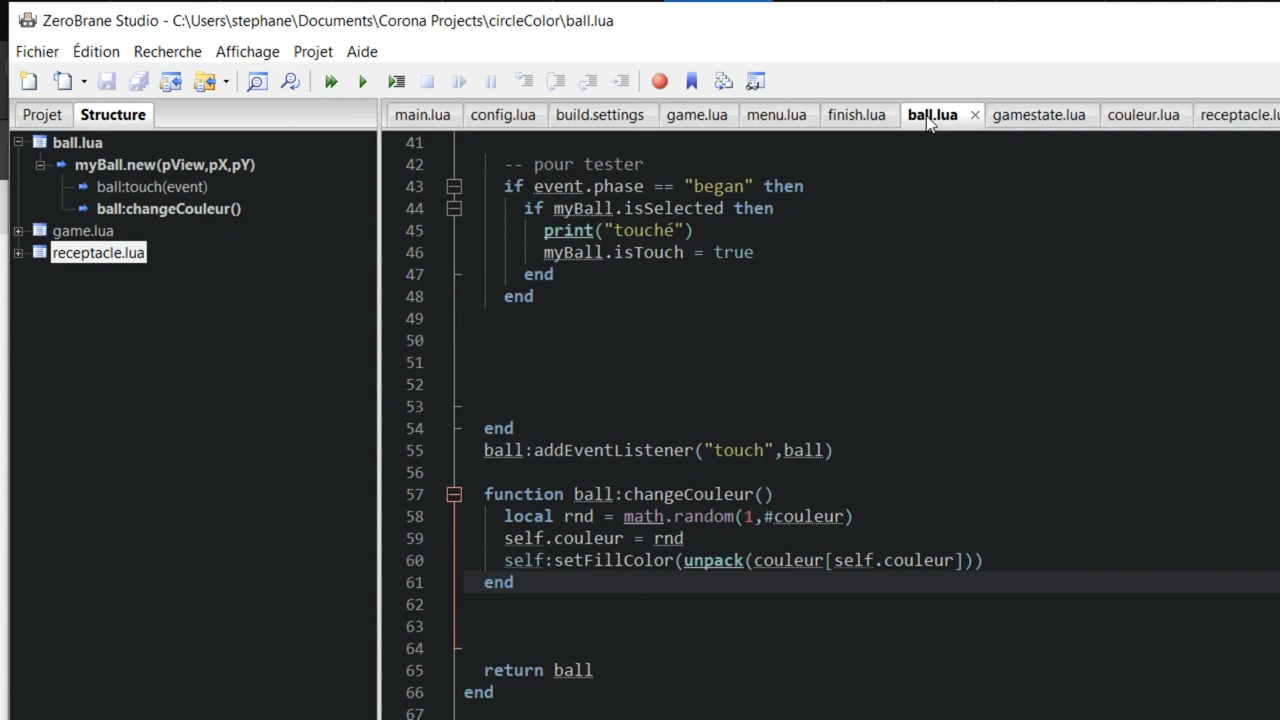 ZeroBrane Studio - C:\Users\stephane\Documents\Corona Projects\circleColor\ball.lua
Fichier Édition Recherche Affichage Projet Aide
Projet Structure
main.lua config.lua build.settings game.lua menu.lua finish.lua ball.lua gamestate.lua couleur.lua receptacle.lu
ball.lua
myBall.new(pView,pX,pY)
ball:touch(event)
ball:changeCouleur()
game.lua
receptacle.lua
41
42 -- pour tester
43 if event.phase == "began" then
44 if myBall.isSelected then
45 print("touché")
46 myBall.isTouch = true
47 end
48 end
49
50
51
52
53
54 end
55 ball:addEventListener("touch",ball)
56
57 function ball:changeCouleur()
58 local rnd = math.random(1,#couleur)
59 self.couleur = rnd
60 self:setFillColor(unpack(couleur[self.couleur]))
61 end
62
63
64
65 return ball
66 end
67